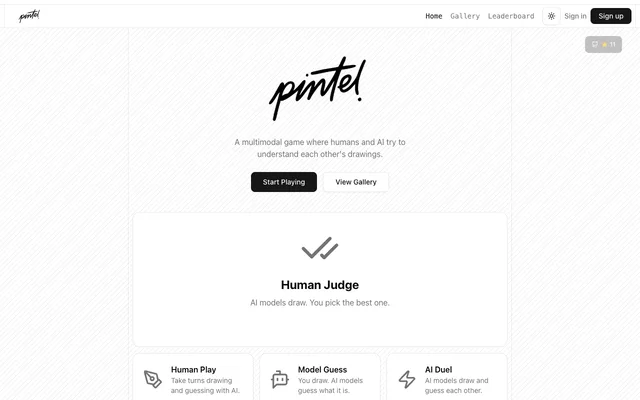 pintel
Home Gallery Leaderboard Sign in Sign up
11
pintel
A multimodal game where humans and AI try to
understand each other's drawings.
Start Playing View Gallery
Human Judge
AI models draw. You pick the best one.
Human Play
Take turns drawing
and guessing with AI.
Model Guess
You draw. AI models
guess what it is.
AI Duel
AI models draw and
guess each other.